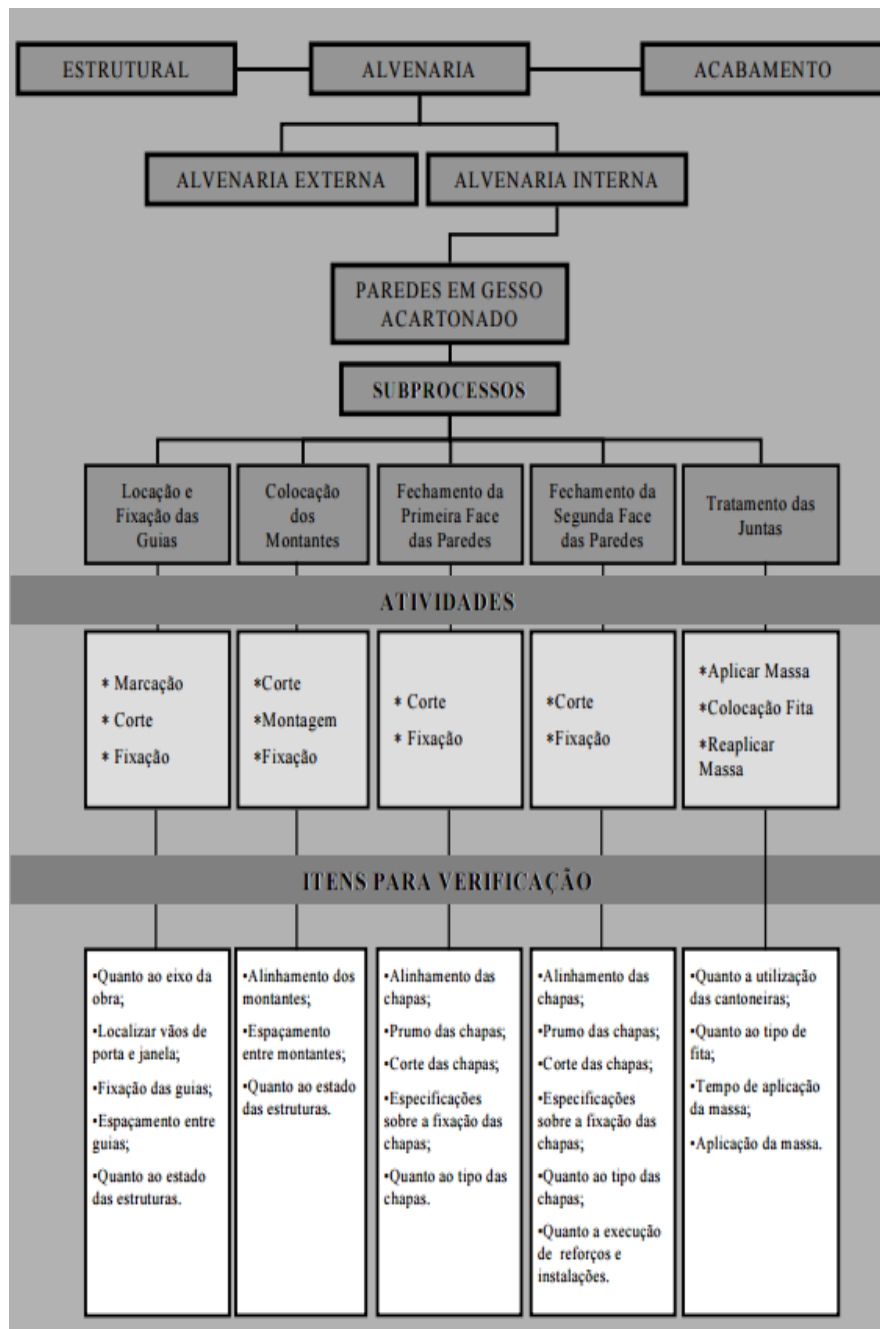 ESTRUTURAL
ALVENARIA
ACABAMENTO
ALVENARIA EXTERNA
ALVENARIA INTERNA
PAREDES EM GESSO
ACARTONADO
SUBPROCESSOS
Locação e
Fixação das
Guias
Colocação
dos
Montantes
Fechamento da
Primeira Face
das Paredes
Fechamento da
Segunda Face
das Paredes
Tratamento das
Juntas
ATIVIDADES
* Marcação
* Corte
* Fixação
*Corte
*Montagem
*Fixação
* Corte
* Fixação
*Corte
*Fixação
*Aplicar Massa
*Colocação Fita
*Reaplicar
Massa
ITENS PARA VERIFICAÇÃO
•Quanto ao eixo da
obra;
•Localizar vãos de
porta e janela;
•Fixação das guias;
•Espaçamento entre
guias;
•Quanto ao estado
das estruturas.
•Alinhamento dos
montantes;
•Espaçamento
entre montantes;
•Quanto ao estado
das estruturas.
•Alinhamento das
chapas;
•Prumo das chapas;
•Corte das chapas;
•Especificações
sobre a fixação das
chapas;
•Quanto ao tipo das
chapas.
•Alinhamento das
chapas;
•Prumo das chapas;
•Corte das chapas;
•Especificações
sobre a fixação das
chapas;
•Quanto ao tipo das
chapas;
•Quanto a execução
de reforços e
instalações.
•Quanto a utilização
das cantoneiras;
•Quanto ao tipo de
fita;
•Tempo de aplicação
da massa;
•Aplicação da massa.